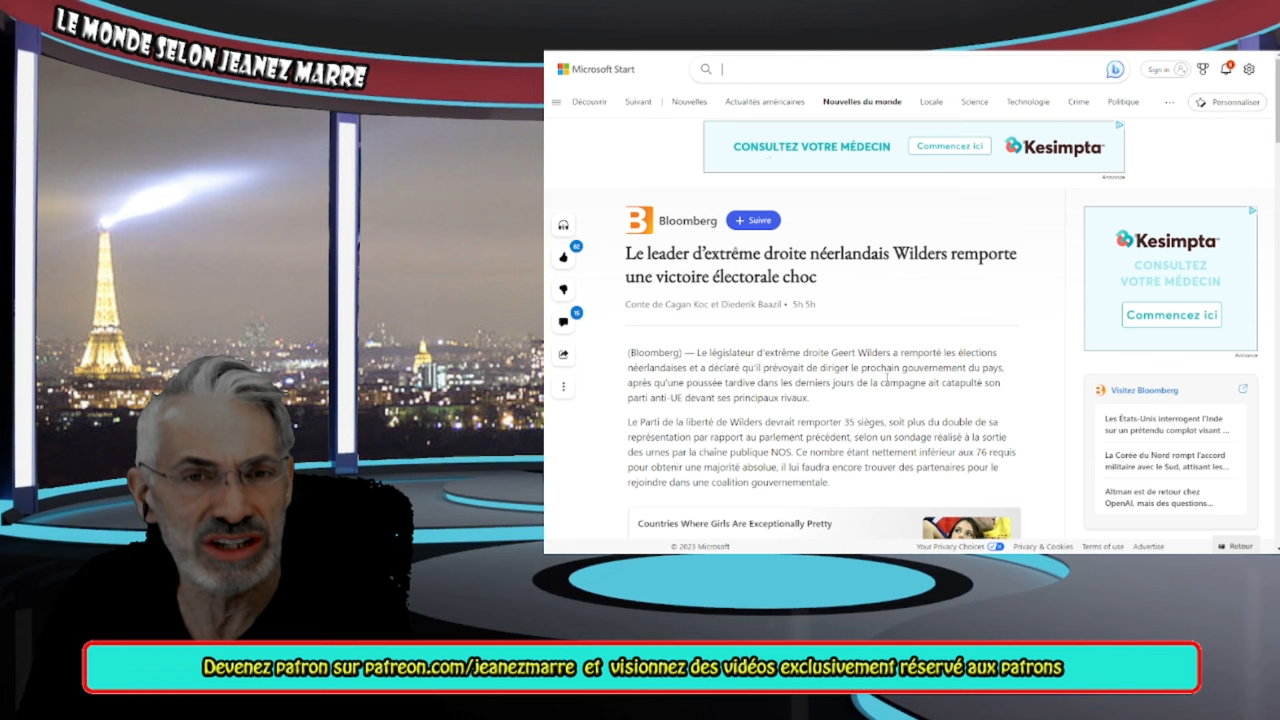 LE MONDE SELON JEANEZ MARRE
Microsoft Start
Sign in
Découvrir Suivant Nouvelles Actualités américaines Nouvelles du monde Locale Science Technologie Crime Politique ... Personnaliser
CONSULTEZ VOTRE MÉDECIN Commencez ici Kesimpta
Annonce
B Bloomberg + Suivre
Le leader d'extrême droite néerlandais Wilders remporte
une victoire électorale choc
Conte de Cagan Koc et Diederik Baazil • 5h 5h
82
15
(Bloomberg) — Le législateur d'extrême droite Geert Wilders a remporté les élections
néerlandaises et a déclaré qu'il prévoyait de diriger le prochain gouvernement du pays,
après qu'une poussée tardive dans les derniers jours de la campagne ait catapulté son
parti anti-UE devant ses principaux rivaux.
Le Parti de la liberté de Wilders devrait remporter 35 sièges, soit plus du double de sa
représentation par rapport au parlement précédent, selon un sondage réalisé à la sortie
des urnes par la chaîne publique NOS. Ce nombre étant nettement inférieur aux 76 requis
pour obtenir une majorité absolue, il lui faudra encore trouver des partenaires pour le
rejoindre dans une coalition gouvernementale.
Countries Where Girls Are Exceptionally Pretty
Kesimpta
CONSULTEZ
VOTRE MÉDECIN
Commencez ici
Annonce
Visitez Bloomberg
Les États-Unis interrogent l'Inde
sur un prétendu complot visant ...
La Corée du Nord rompt l'accord
militaire avec le Sud, attisant les...
Altman est de retour chez
OpenAI, mais des questions...
© 2023 Microsoft Your Privacy Choices Privacy & Cookies Terms of use Advertise Retour
Devenez patron sur patreon.com/jeanezmarre et visionnez des vidéos exclusivement réservé aux patrons